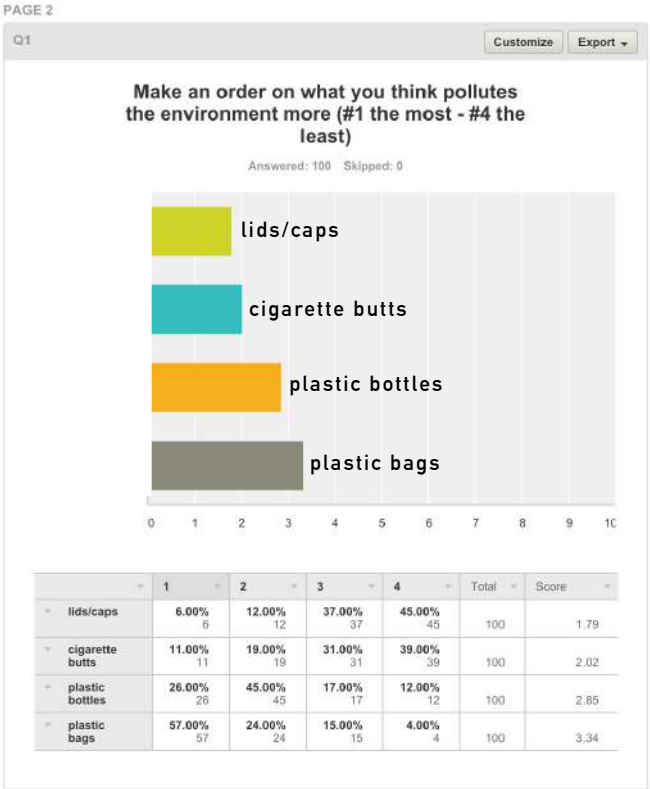 PAGE 2
Q1
Customize
Export
Make an order on what you think pollutes
the environment more (#1 the most - #4 the
least)
Answered: 100 Skipped: 0
lids/caps
cigarette butts
plastic bottles
plastic bags
0 1 2 3 4 5 6 7 8 9 10
1 2 3 4 Total Score
lids/caps 6.00% 12.00% 37.00% 45.00%
6 12 37 45 100 1.79
cigarette 11.00% 19.00% 31.00% 39.00%
butts 11 19 31 39 100 2.02
plastic 26.00% 45.00% 17.00% 12.00%
bottles 26 45 17 12 100 2.85
plastic 57.00% 24.00% 15.00% 4.00%
bags 57 24 15 4 100 3.34